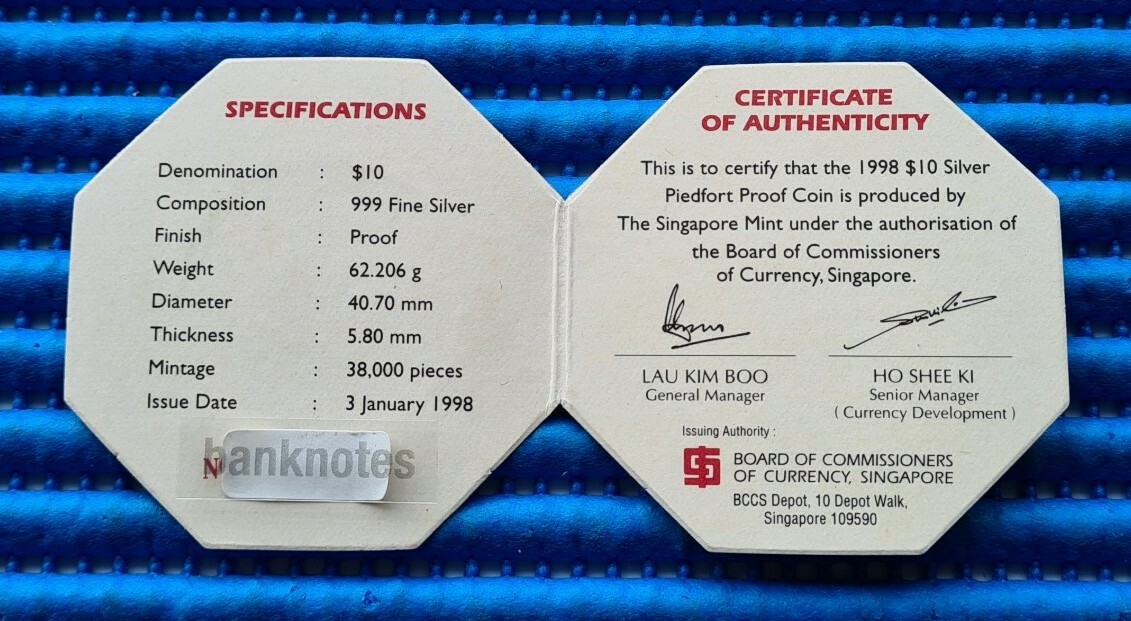 SPECIFICATIONS
Denomination : $10
Composition : 999 Fine Silver
Finish : Proof
Weight : 62.206 g
Diameter : 40.70 mm
Thickness : 5.80 mm
Mintage : 38,000 pieces
Issue Date : 3 January 1998
banknotes
CERTIFICATE
OF AUTHENTICITY
This is to certify that the 1998 $10 Silver
Piedfort Proof Coin is produced by
The Singapore Mint under the authorisation of
the Board of Commissioners
of Currency, Singapore.
LAU KIM BOO
General Manager
HO SHEE KI
Senior Manager
( Currency Development )
Issuing Authority :
BOARD OF COMMISSIONERS
OF CURRENCY, SINGAPORE
BCCS Depot, 10 Depot Walk,
Singapore 109590